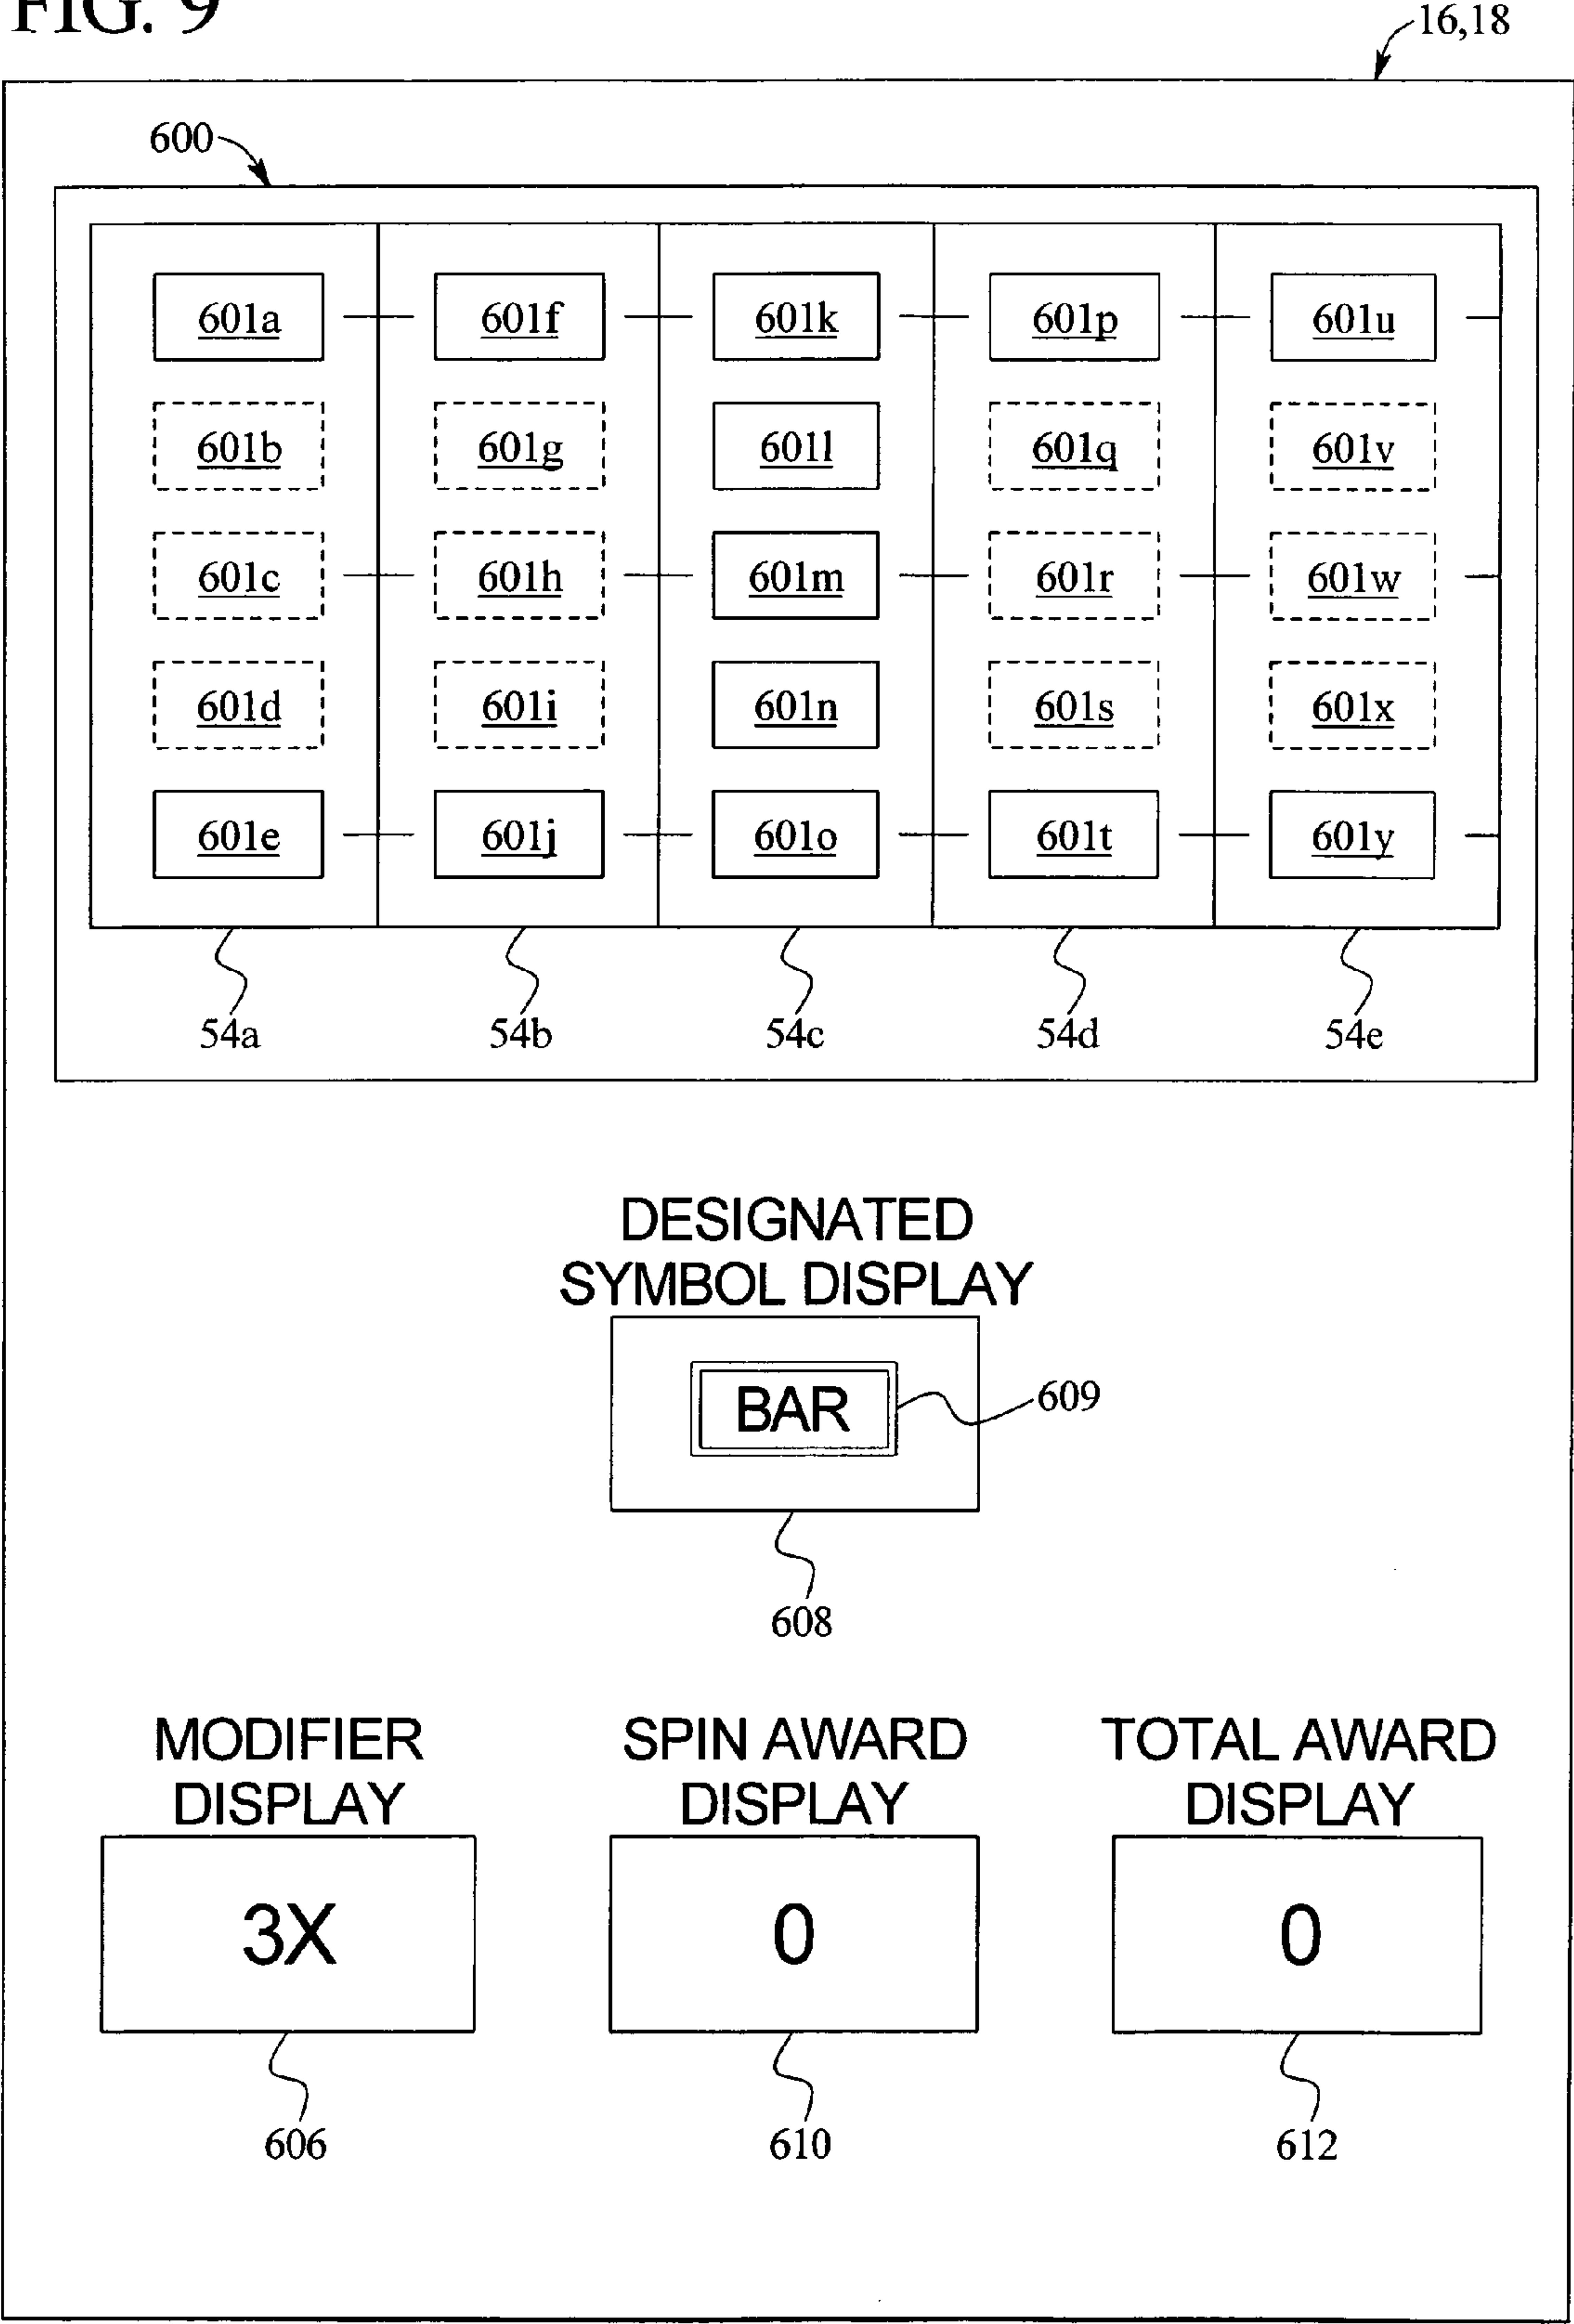 FIG. 9
16,18
600
601a 601f 601k 601p 601u
601b 601g 601l 601q 601v
601c 601h 601m 601r 601w
601d 601i 601n 601s 601x
601e 601j 601o 601t 601y
54a 54b 54c 54d 54e
DESIGNATED
SYMBOL DISPLAY
BAR
609
608
MODIFIER SPIN AWARD TOTAL AWARD
DISPLAY DISPLAY DISPLAY
3X 0 0
606 610 612